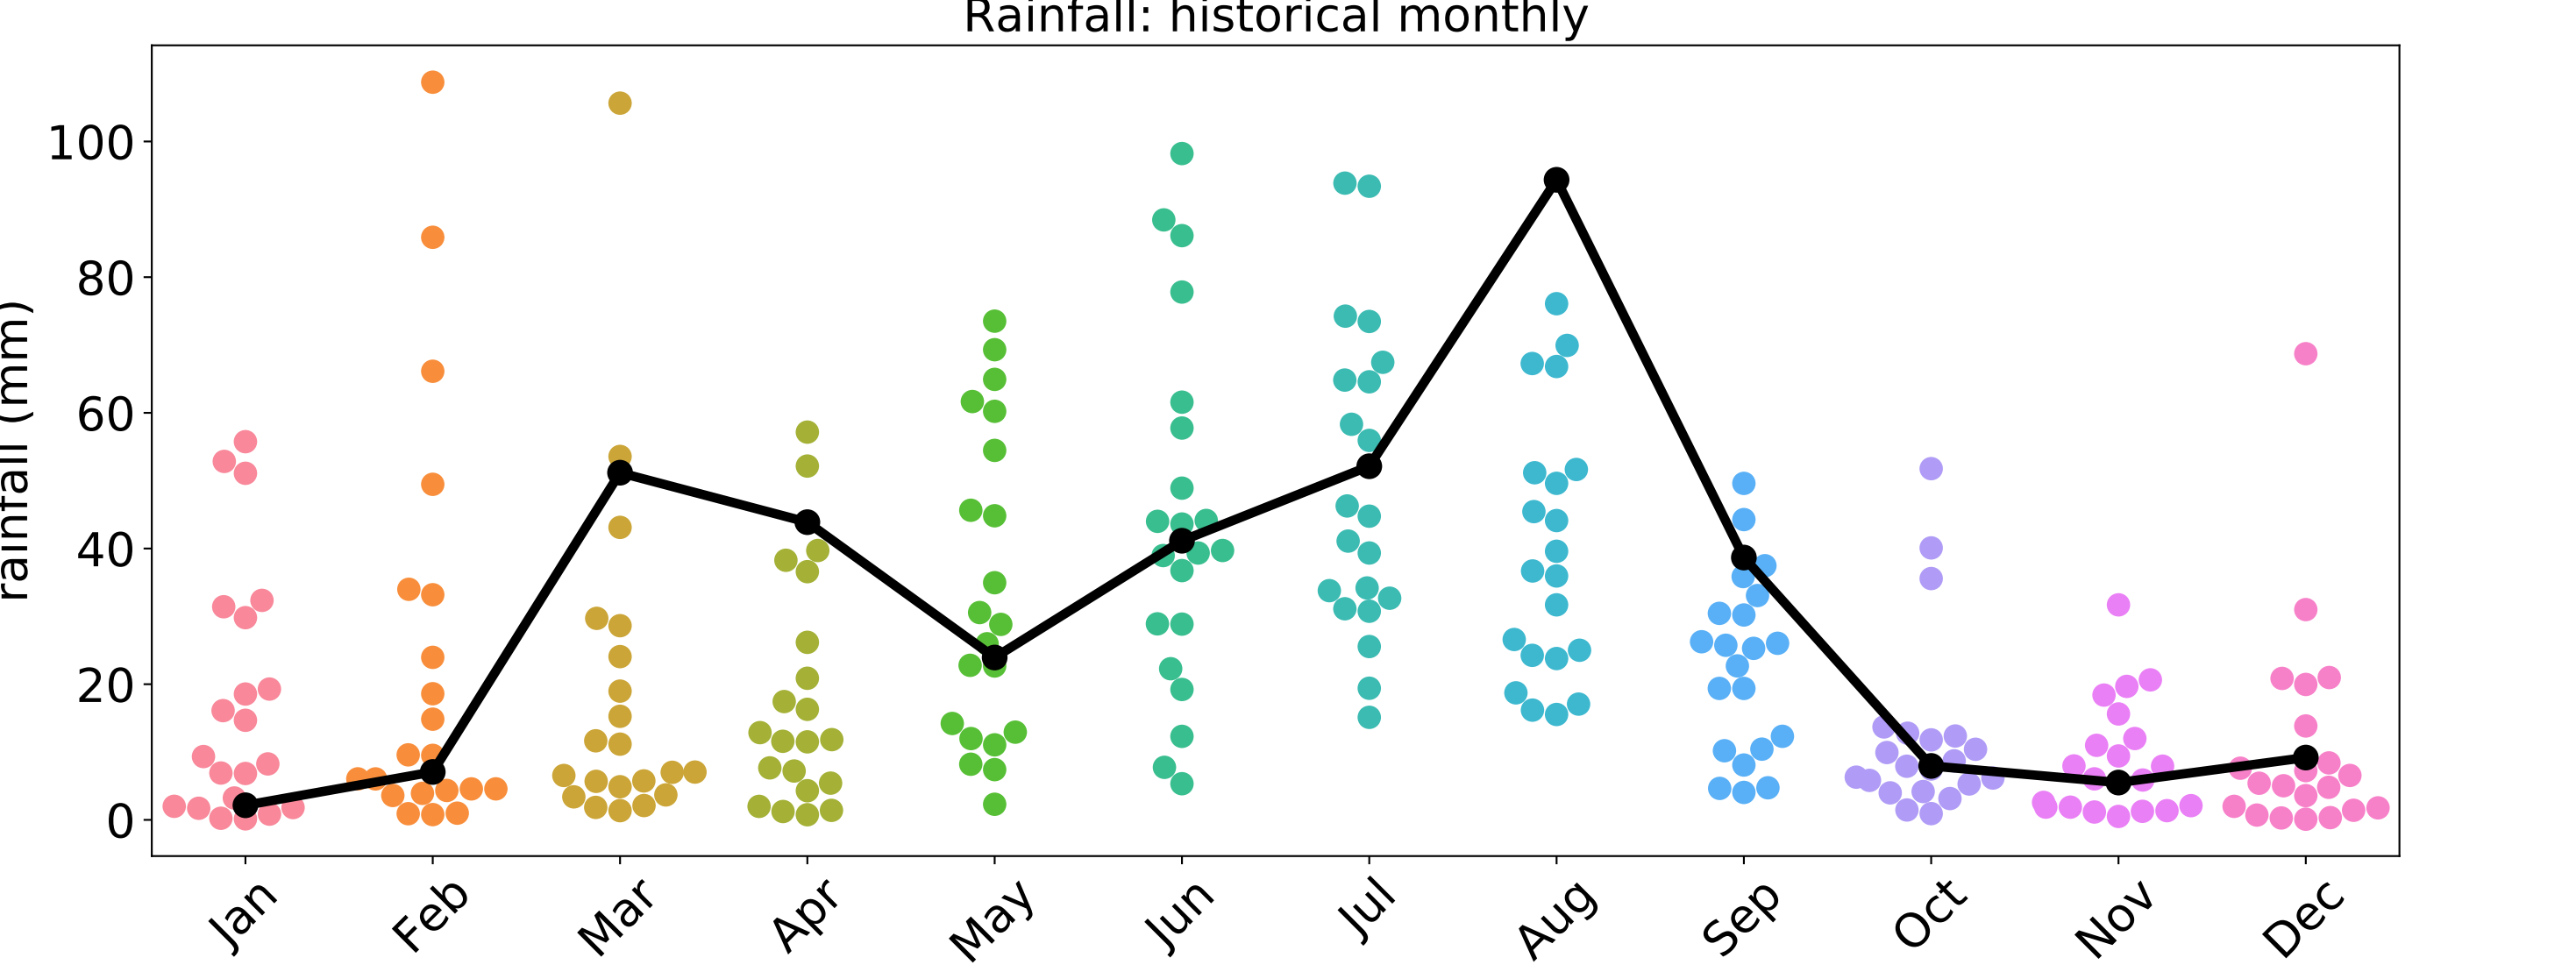 Rainfall: historical monthly
rainfall (mm)
100
80
60
40
20
0
Jan
Feb
Mar
Apr
May
Jun
Jul
Aug
Sep
Oct
Nov
Dec